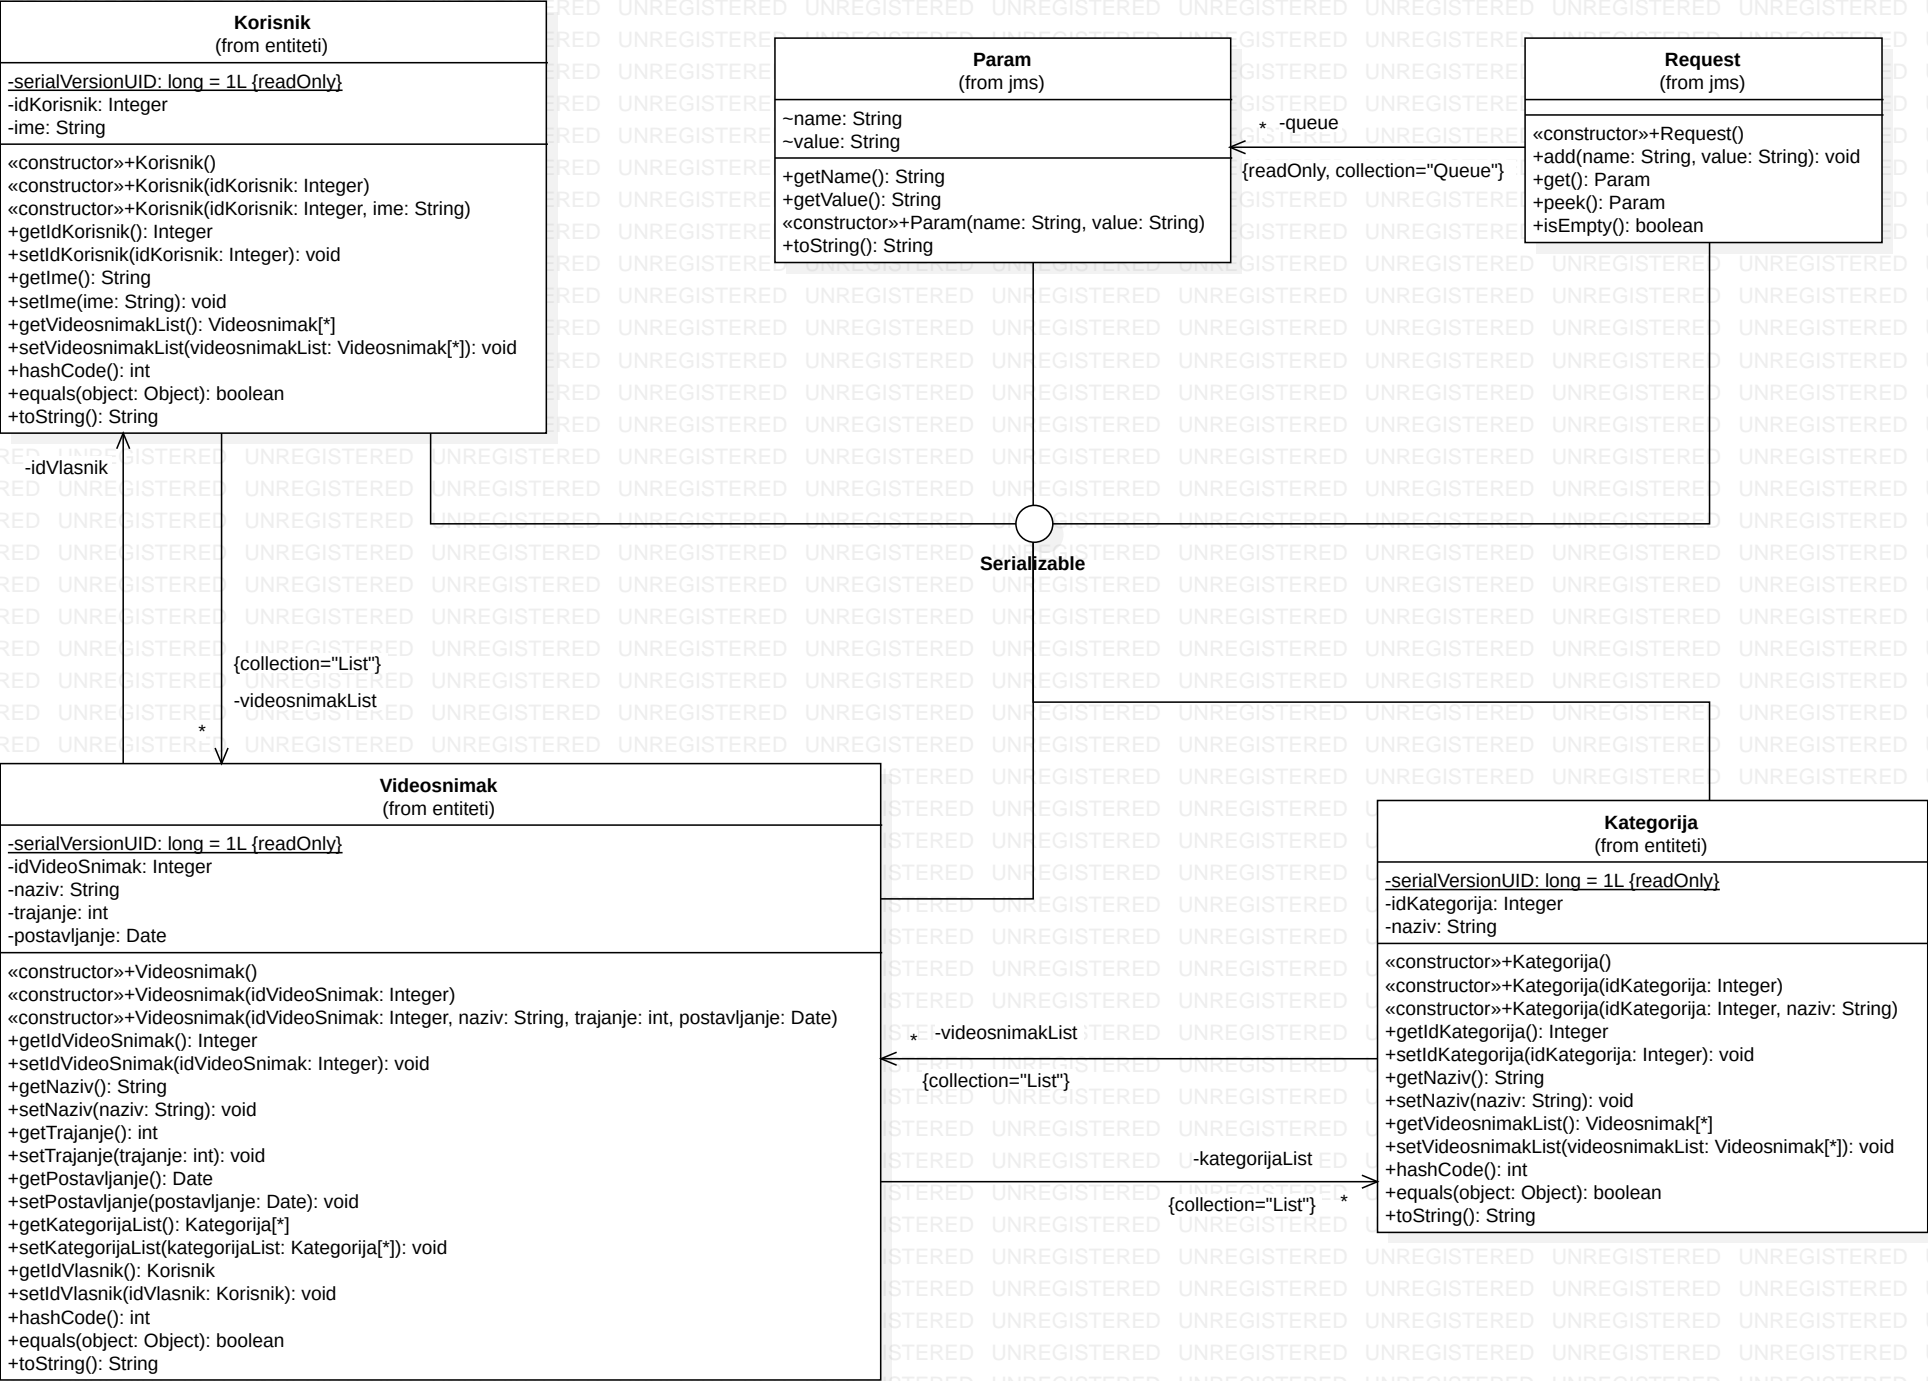 Korisnik
(from entiteti)
-serialVersionUID: long = 1L {readOnly}
-idKorisnik: Integer
-ime: String
«constructor»+Korisnik()
«constructor»+Korisnik(idKorisnik: Integer)
«constructor»+Korisnik(idKorisnik: Integer, ime: String)
+getIdKorisnik(): Integer
+setIdKorisnik(idKorisnik: Integer): void
+getIme(): String
+setIme(ime: String): void
+getVideosnimakList(): Videosnimak[*]
+setVideosnimakList(videosnimakList: Videosnimak[*]): void
+hashCode(): int
+equals(object: Object): boolean
+toString(): String
Param
(from jms)
~name: String
~value: String
+getName(): String
+getValue(): String
«constructor»+Param(name: String, value: String)
+toString(): String
* -queue
{readOnly, collection="Queue"}
Request
(from jms)
«constructor»+Request()
+add(name: String, value: String): void
+get(): Param
+peek(): Param
+isEmpty(): boolean
-idVlasnik
Serializable
{collection="List"}
-videosnimakList
*
Videosnimak
(from entiteti)
-serialVersionUID: long = 1L {readOnly}
-idVideoSnimak: Integer
-naziv: String
-trajanje: int
-postavljanje: Date
«constructor»+Videosnimak()
«constructor»+Videosnimak(idVideoSnimak: Integer)
«constructor»+Videosnimak(idVideoSnimak: Integer, naziv: String, trajanje: int, postavljanje: Date)
+getIdVideoSnimak(): Integer
+setIdVideoSnimak(idVideoSnimak: Integer): void
+getNaziv(): String
+setNaziv(naziv: String): void
+getTrajanje(): int
+setTrajanje(trajanje: int): void
+getPostavljanje(): Date
+setPostavljanje(postavljanje: Date): void
+getKategorijaList(): Kategorija[*]
+setKategorijaList(kategorijaList: Kategorija[*]): void
+getIdVlasnik(): Korisnik
+setIdVlasnik(idVlasnik: Korisnik): void
+hashCode(): int
+equals(object: Object): boolean
+toString(): String
* -videosnimakList
{collection="List"}
-kategorijaList
{collection="List"} *
Kategorija
(from entiteti)
-serialVersionUID: long = 1L {readOnly}
-idKategorija: Integer
-naziv: String
«constructor»+Kategorija()
«constructor»+Kategorija(idKategorija: Integer)
«constructor»+Kategorija(idKategorija: Integer, naziv: String)
+getIdKategorija(): Integer
+setIdKategorija(idKategorija: Integer): void
+getNaziv(): String
+setNaziv(naziv: String): void
+getVideosnimakList(): Videosnimak[*]
+setVideosnimakList(videosnimakList: Videosnimak[*]): void
+hashCode(): int
+equals(object: Object): boolean
+toString(): String
UNREGISTERED